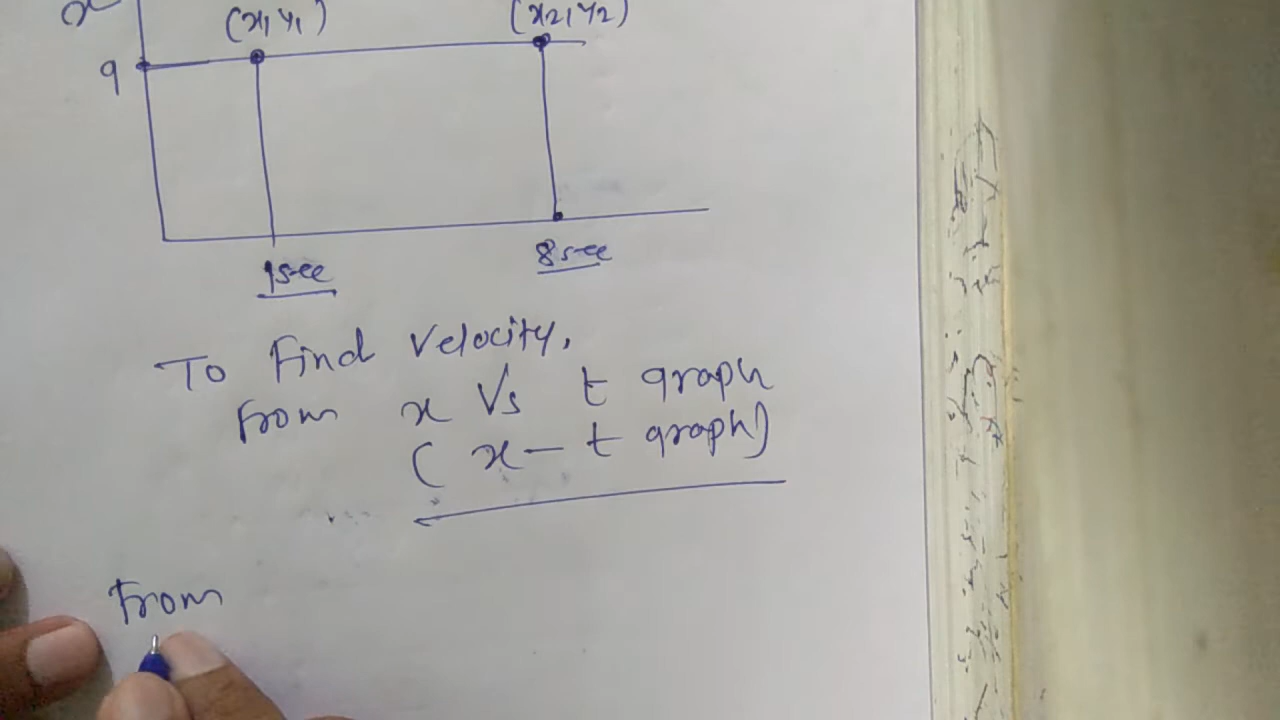 x
(x1 y1)
(x2, y2)
9
1sec
8sec
To Find Velocity,
From x Vs t graph
( x - t graph)
From